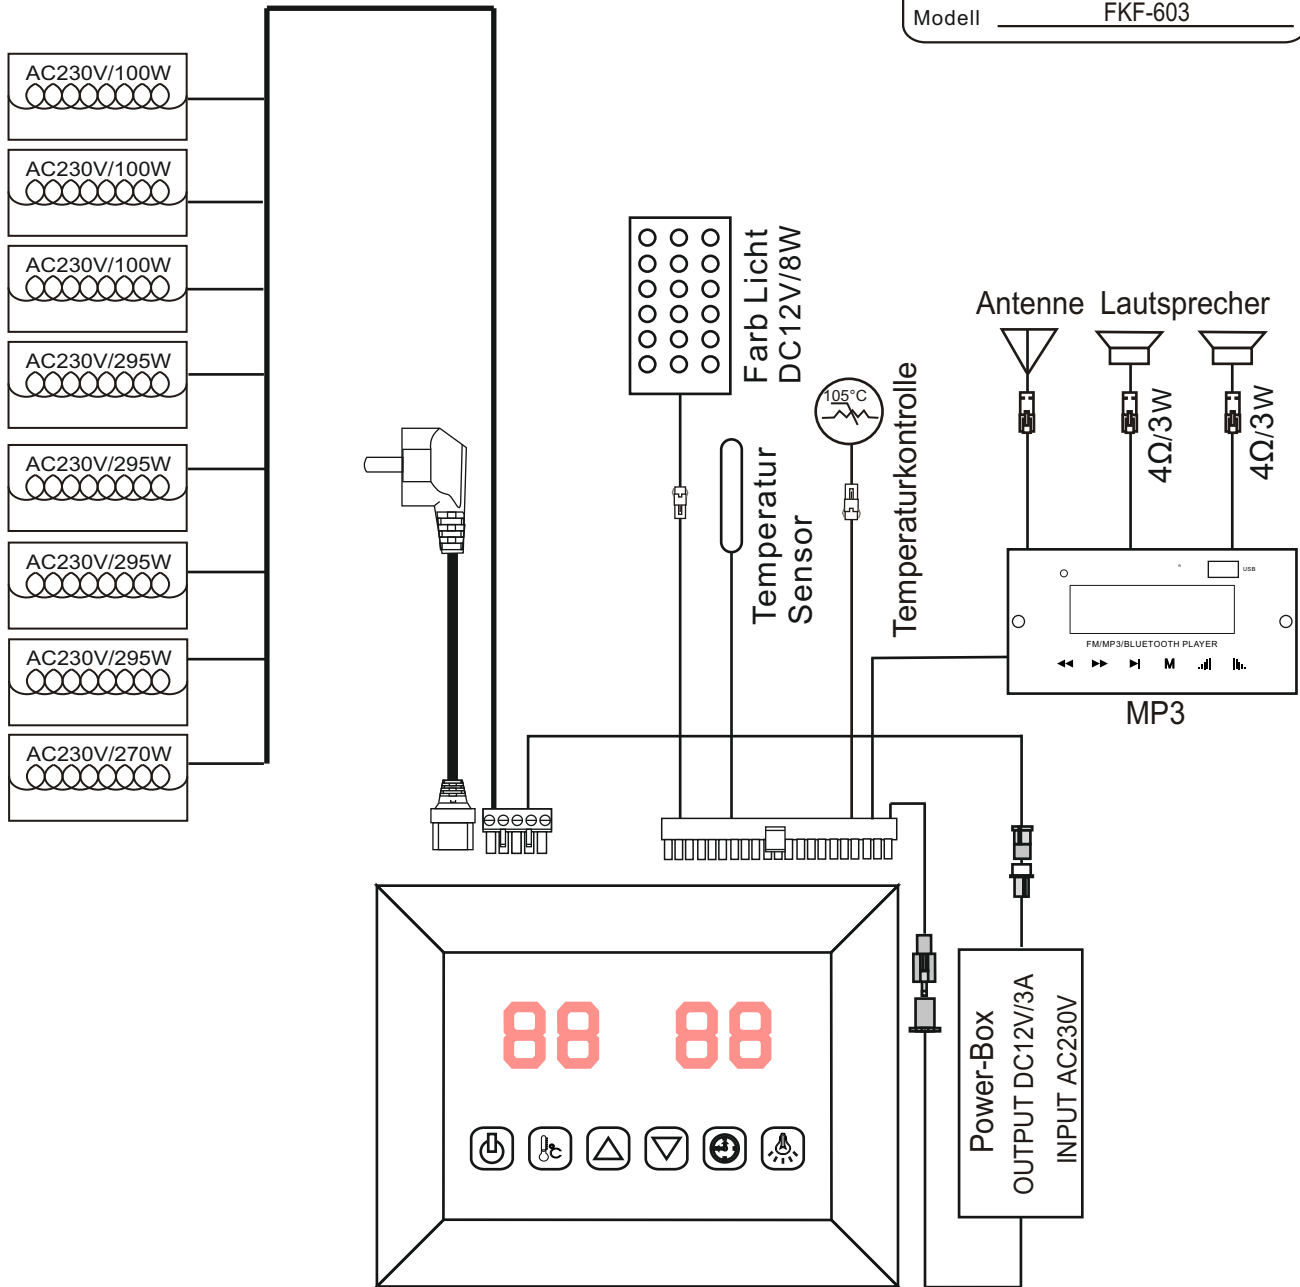 Modell FKF-603
AC230V/100W
AC230V/100W
AC230V/100W
AC230V/295W
AC230V/295W
AC230V/295W
AC230V/295W
AC230V/270W
Farb Licht
DC12V/8W
Temperatur
Sensor
105°C
Temperaturkontrolle
Antenne Lautsprecher
4Ω/3W
4Ω/3W
USB
FM/MP3/BLUETOOTH PLAYER
M
MP3
88 88
°C
Power-Box
OUTPUT DC12V/3A
INPUT AC230V